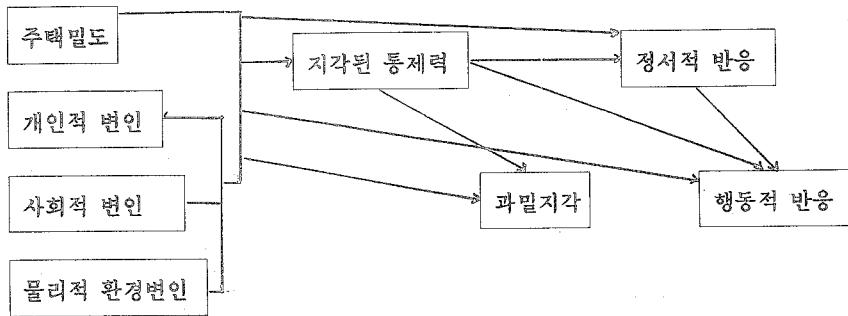 주택밀도
지각된 통제력
정서적 반응
개인적 변인
사회적 변인
과밀지각
행동적 반응
물리적 환경변인